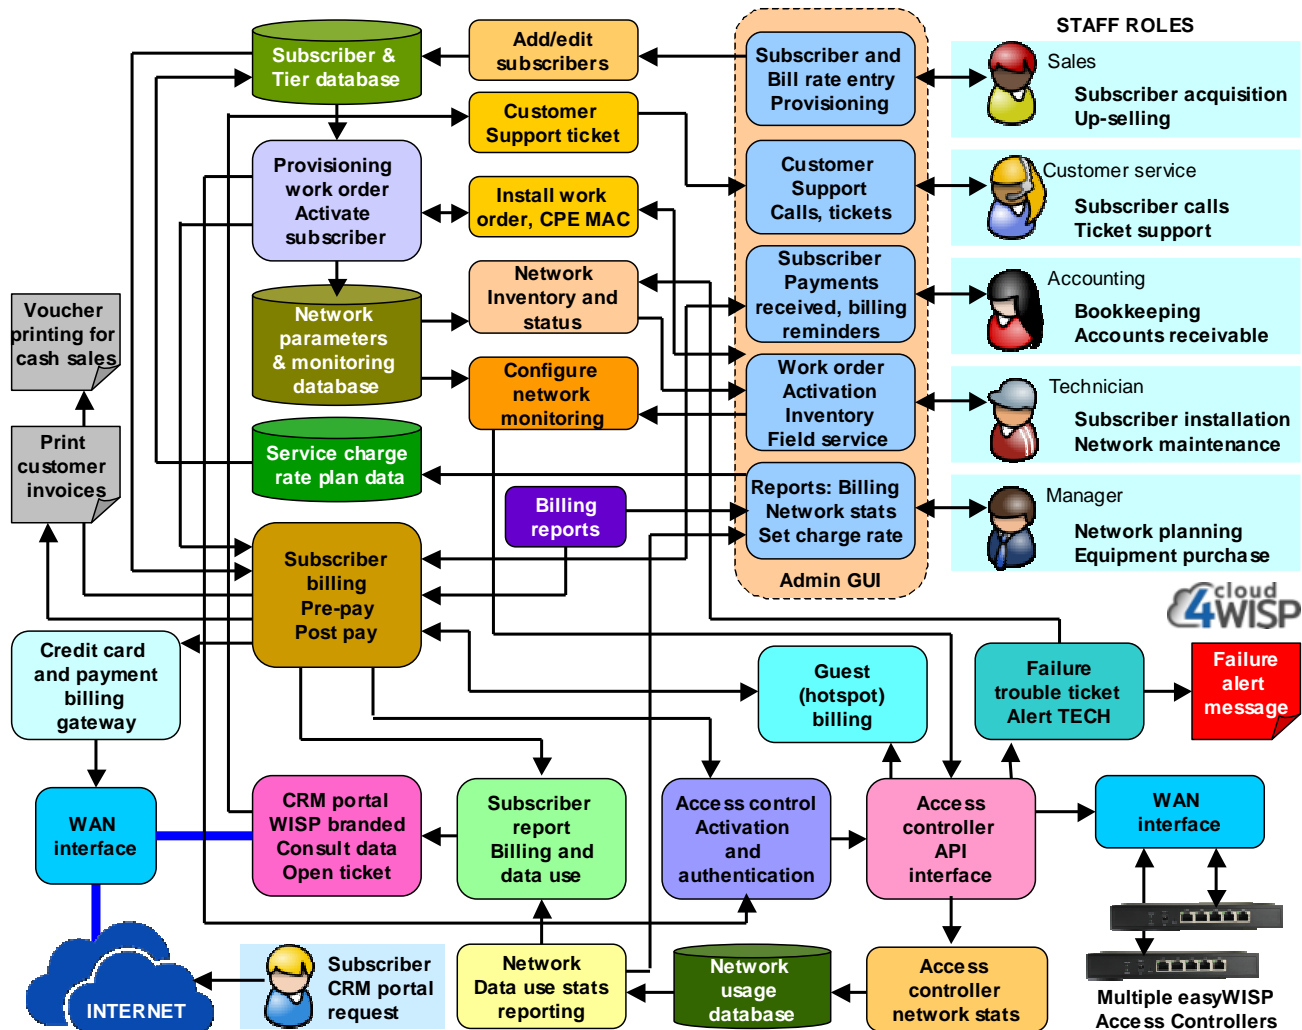 STAFF ROLES
Subscriber &
Tier database
Add/edit
subscribers
Subscriber and
Bill rate entry
Provisioning
Sales
Subscriber acquisition
Up-selling
Customer
Support ticket
Provisioning
work order
Activate
subscriber
Install work
order, CPE MAC
Customer
Support
Calls, tickets
Customer service
Subscriber calls
Ticket support
Network
Inventory and
status
Subscriber
Payments
received, billing
reminders
Accounting
Bookkeeping
Accounts receivable
Voucher
printing for
cash sales
Network
parameters
& monitoring
database
Configure
network
monitoring
Work order
Activation
Inventory
Field service
Technician
Subscriber installation
Network maintenance
Print
customer
invoices
Service charge
rate plan data
Billing
reports
Reports: Billing
Network stats
Set charge rate
Manager
Network planning
Equipment purchase
Admin GUI
Subscriber
billing
Pre-pay
Post pay
cloud
4WISP
Credit card
and payment
billing
gateway
Guest
(hotspot)
billing
Failure
trouble ticket
Alert TECH
Failure
alert
message
WAN
interface
CRM portal
WISP branded
Consult data
Open ticket
Subscriber
report
Billing and
data use
Access control
Activation
and
authentication
Access
controller
API
interface
WAN
interface
INTERNET
Subscriber
CRM portal
request
Network
Data use stats
reporting
Network
usage
database
Access
controller
network stats
Multiple easyWISP
Access Controllers